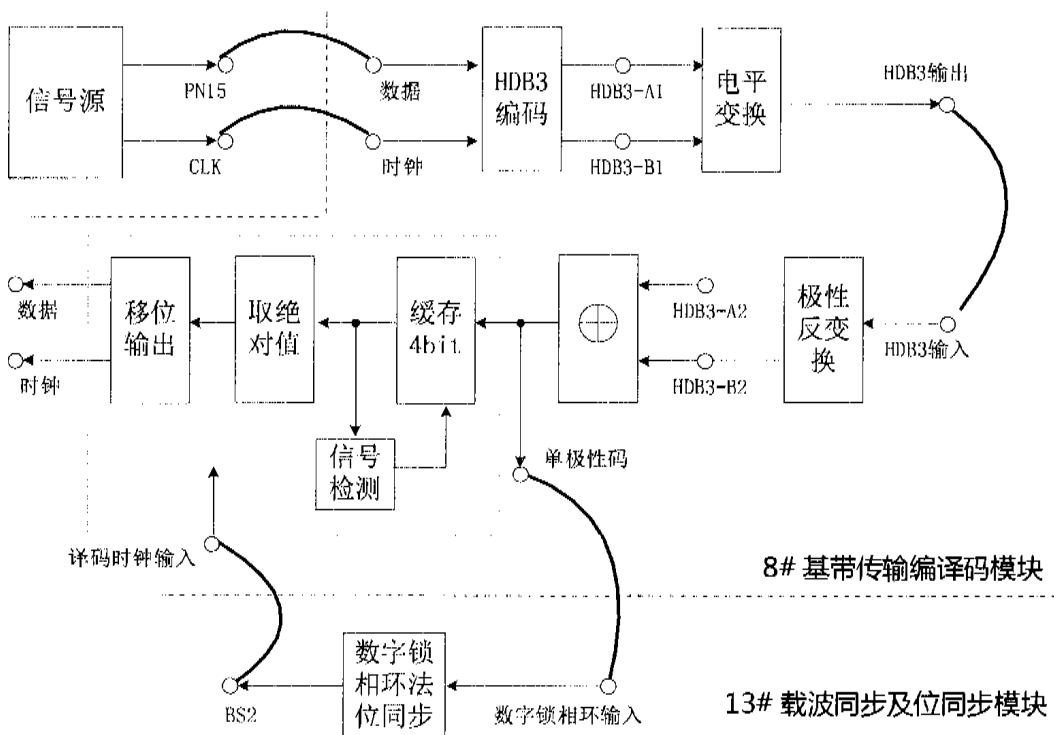 信号源
PN15
CLK
数据
时钟
HDB3
编码
HDB3-A1
HDB3-B1
电平
变换
HDB3输出
数据
时钟
移位
输出
取绝
对值
缓存
4bit
信号
检测
HDB3-A2
HDB3-B2
极性
反变
换
HDB3输入
单极性码
译码时钟输入
8# 基带传输编译码模块
BS2
数字锁
相环法
位同步
数字锁相环输入
13# 载波同步及位同步模块